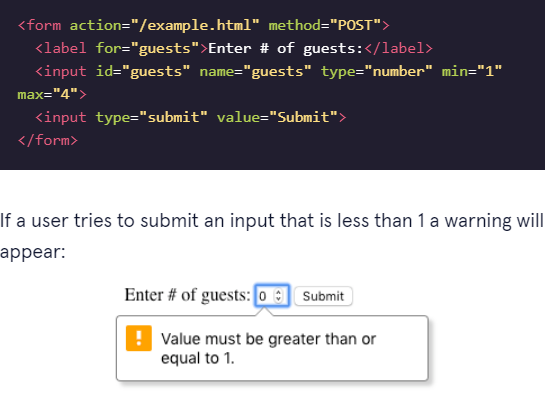 <form action="/example.html" method="POST">
<label for="guests">Enter # of guests:</label>
<input id="guests" name="guests" type="number" min="1"
max="4">
<input type="submit" value="Submit">
</form>
If a user tries to submit an input that is less than 1 a warning will
appear:
Enter # of guests: 0 Submit
Value must be greater than or
equal to 1.